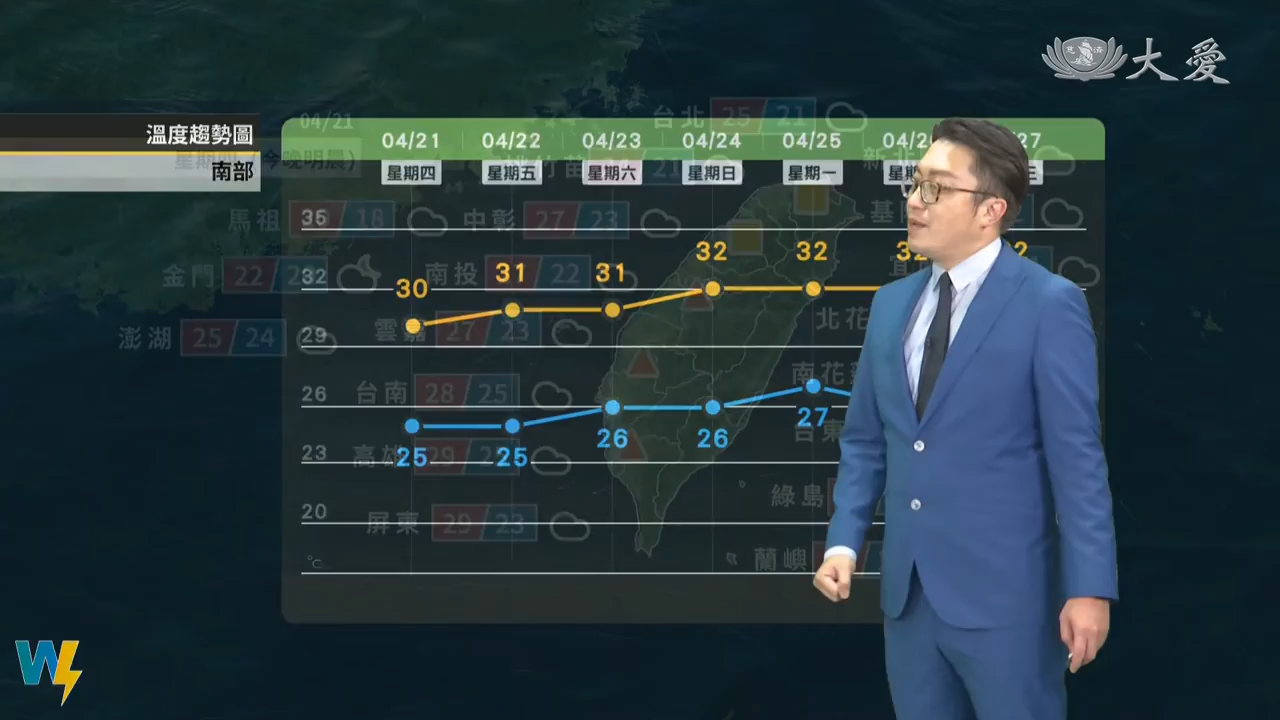 大愛
溫度趨勢圖
南部
04/21 04/22 04/23 04/24 04/25
星期四 星期五 星期六 星期日 星期一
35
32
29
26
23
20
°C
30 31 31 32 32
25 25 26 26 27
04/21
台北 25 21
馬祖 18
中彰 27 23
金門 22
南投 22
澎湖 25 24
雲嘉 27 23
台南 28 25
高雄 29
屏東 29 23
北花
南花
台東
綠島
蘭嶼
W